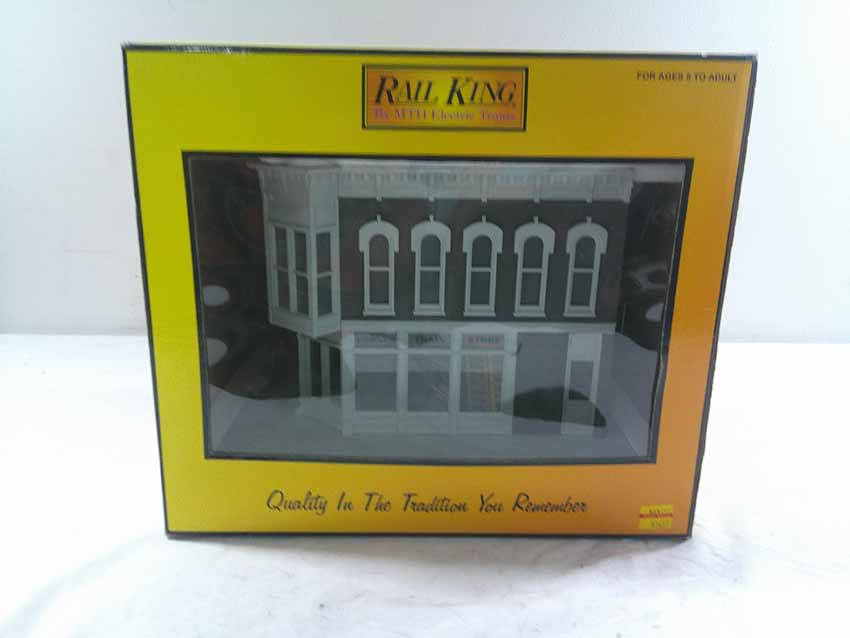 RAIL KING
By MTH Electric Trains
FOR AGES 8 TO ADULT
TRAIN STORE
Quality In The Tradition You Remember